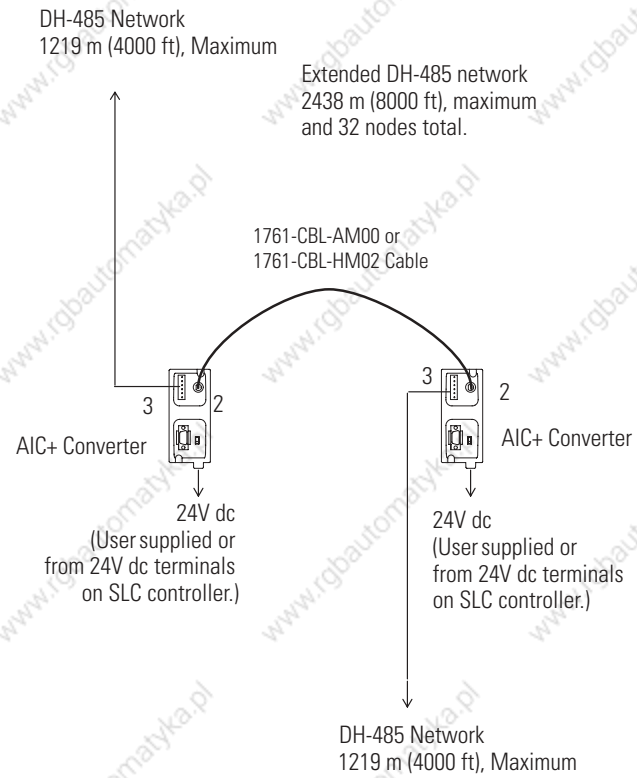 DH-485 Network
1219 m (4000 ft), Maximum
Extended DH-485 network
2438 m (8000 ft), maximum
and 32 nodes total.
1761-CBL-AM00 or
1761-CBL-HM02 Cable
3
2
AIC+ Converter
3
2
AIC+ Converter
24V dc
(User supplied or
from 24V dc terminals
on SLC controller.)
24V dc
(User supplied or
from 24V dc terminals
on SLC controller.)
DH-485 Network
1219 m (4000 ft), Maximum
www.rgbautomatyka.pl